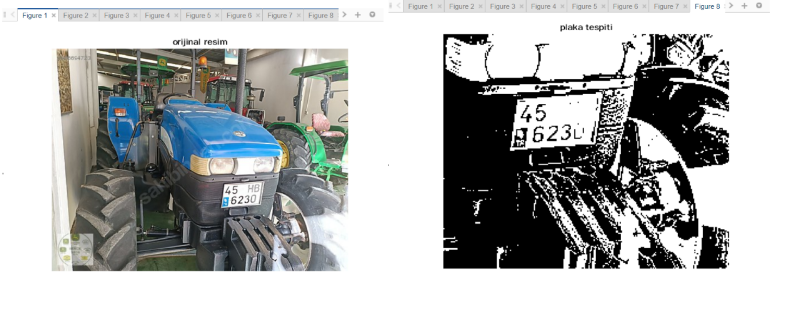 Figure 1 × Figure 2 × Figure 3 × Figure 4 × Figure 5 × Figure 6 × Figure 7 × Figure 8
orijinal resim
45 HB
6230
Figure 1 × Figure 2 × Figure 3 × Figure 4 × Figure 5 × Figure 6 × Figure 7 × Figure 8
plaka tespiti
45
6230